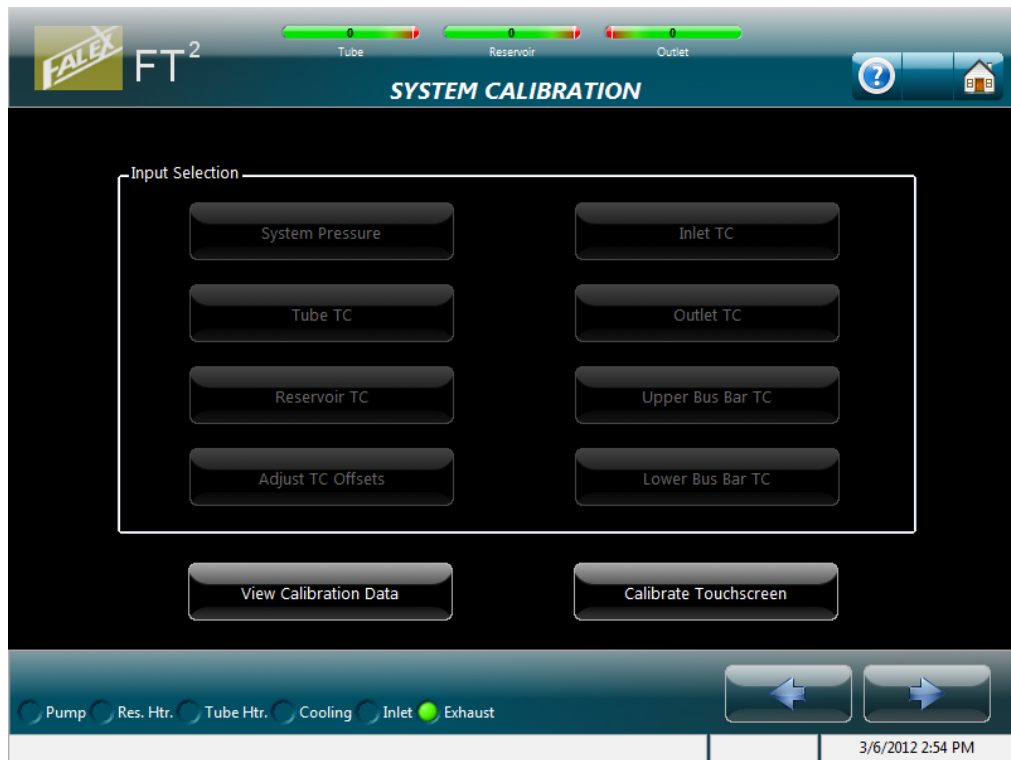 FALEX FT2
0 0 0
Tube Reservoir Outlet
SYSTEM CALIBRATION
?
Input Selection
System Pressure Inlet TC
Tube TC Outlet TC
Reservoir TC Upper Bus Bar TC
Adjust TC Offsets Lower Bus Bar TC
View Calibration Data Calibrate Touchscreen
Pump Res. Htr. Tube Htr. Cooling Inlet Exhaust
3/6/2012 2:54 PM